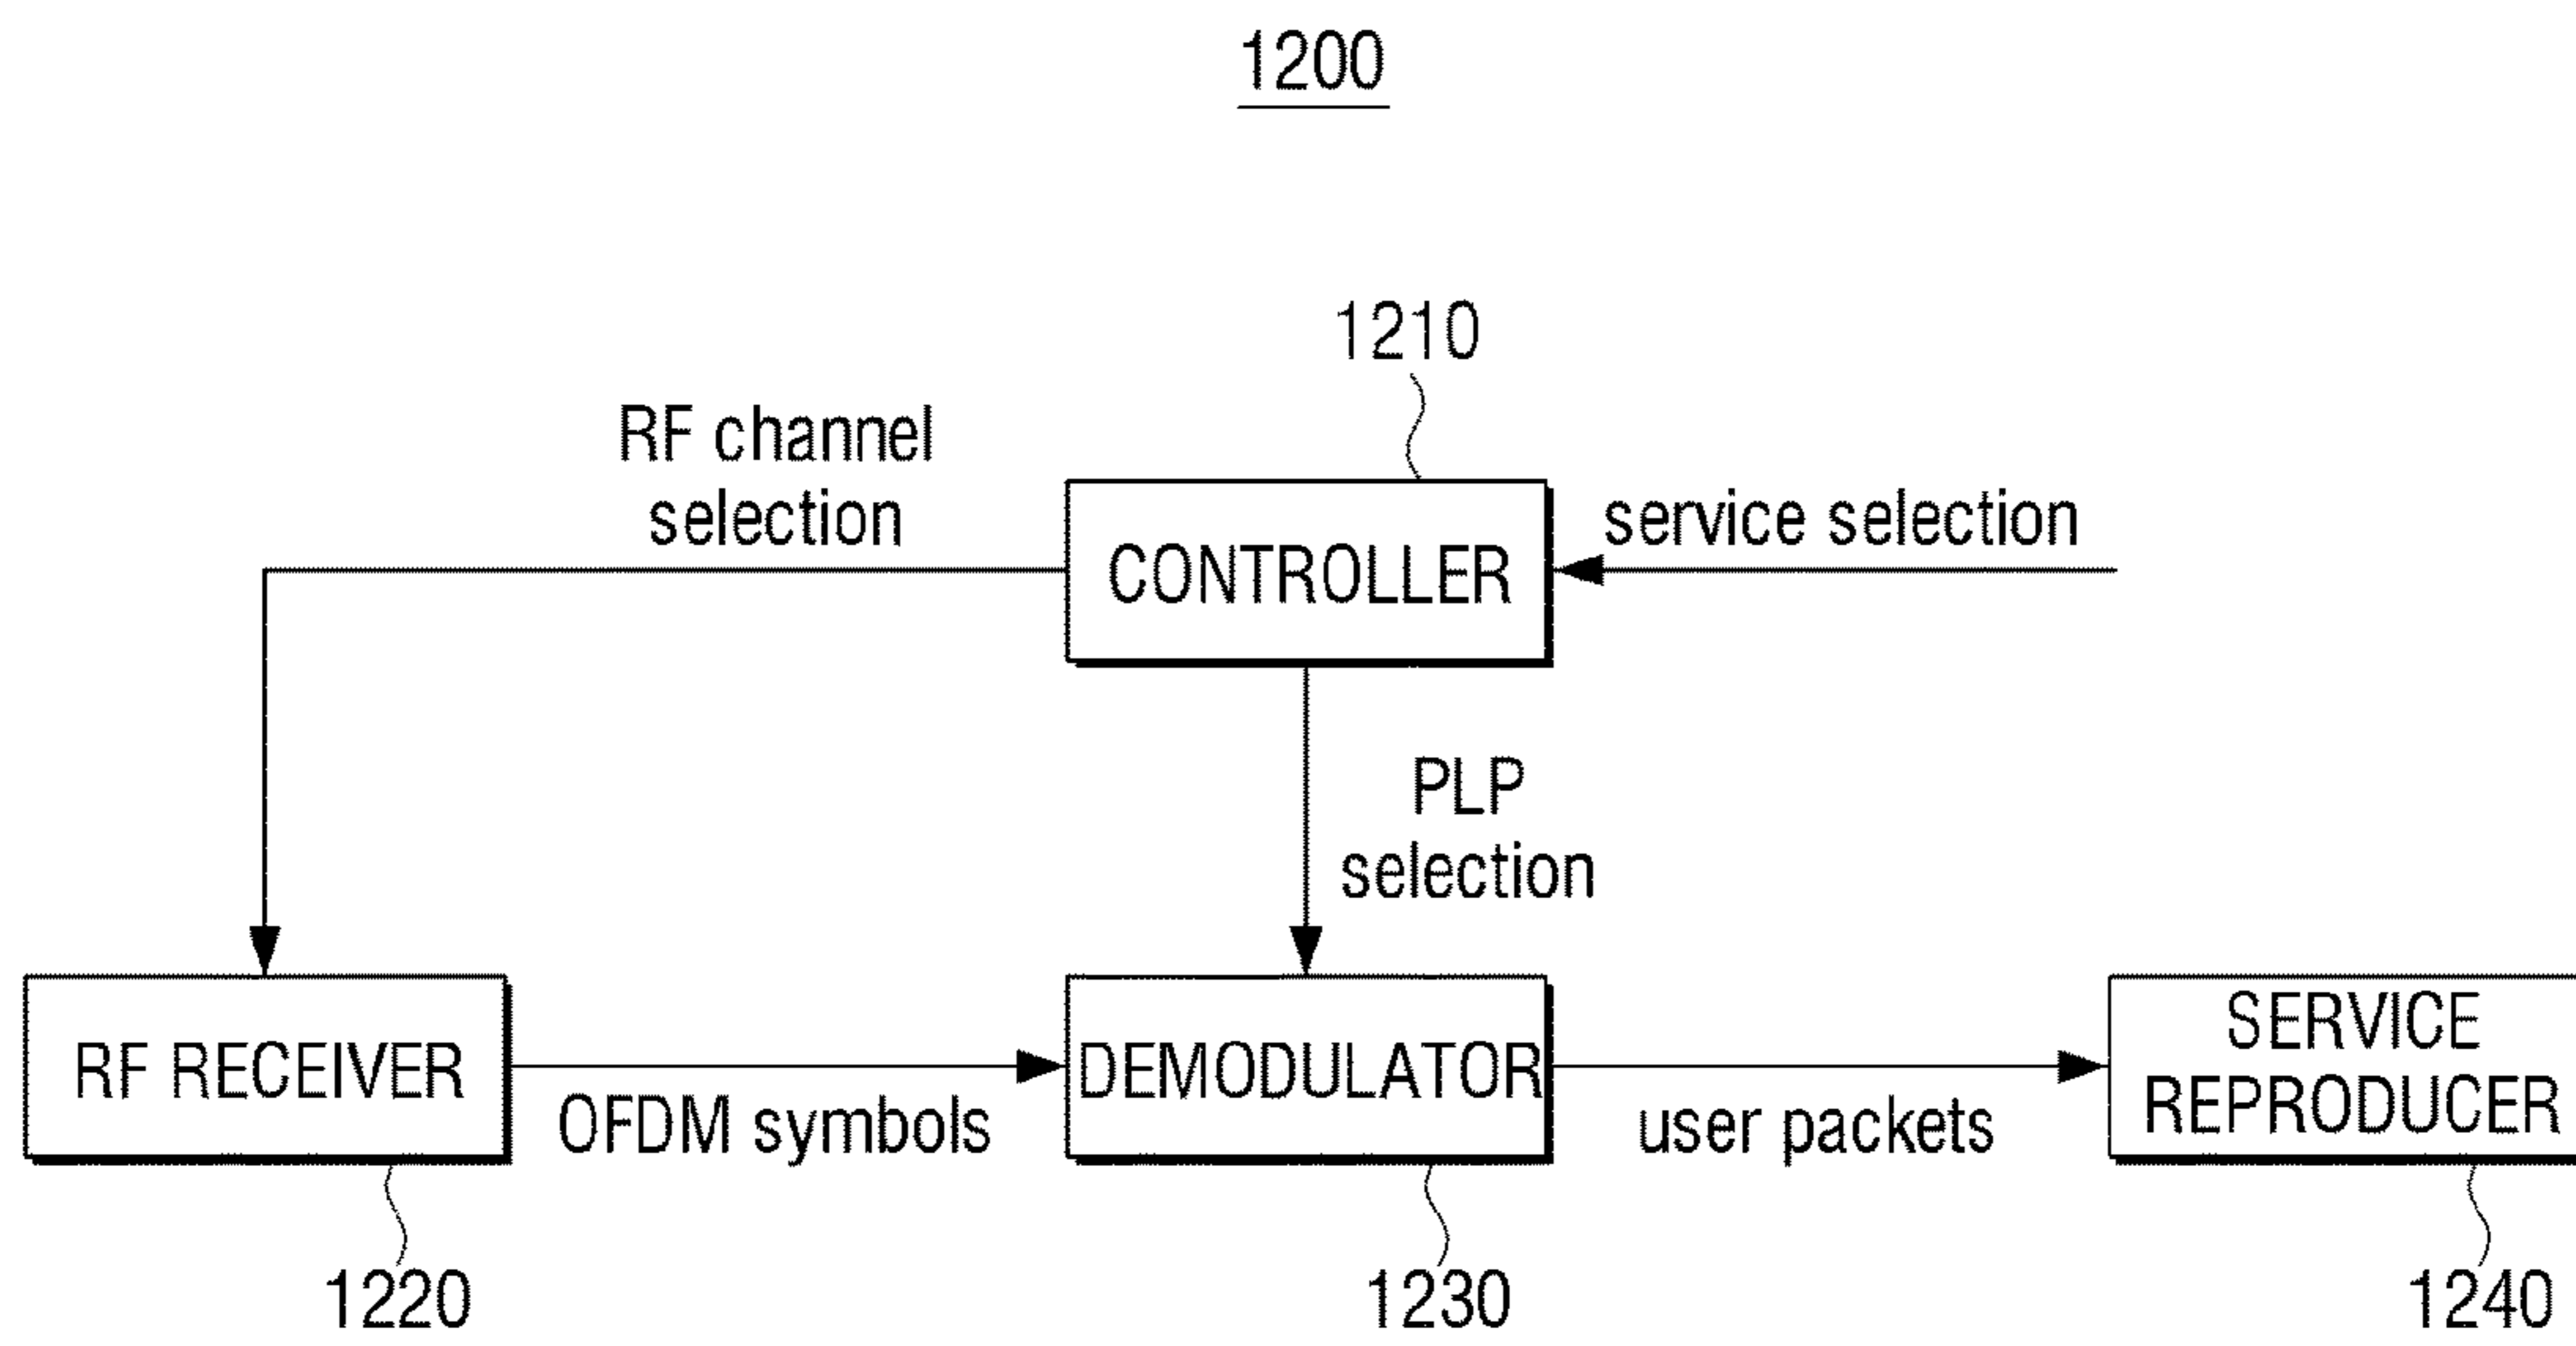 1200
1210
RF channel
selection
CONTROLLER
service selection
PLP
selection
RF RECEIVER
OFDM symbols
DEMODULATOR
user packets
SERVICE
REPRODUCER
1220
1230
1240